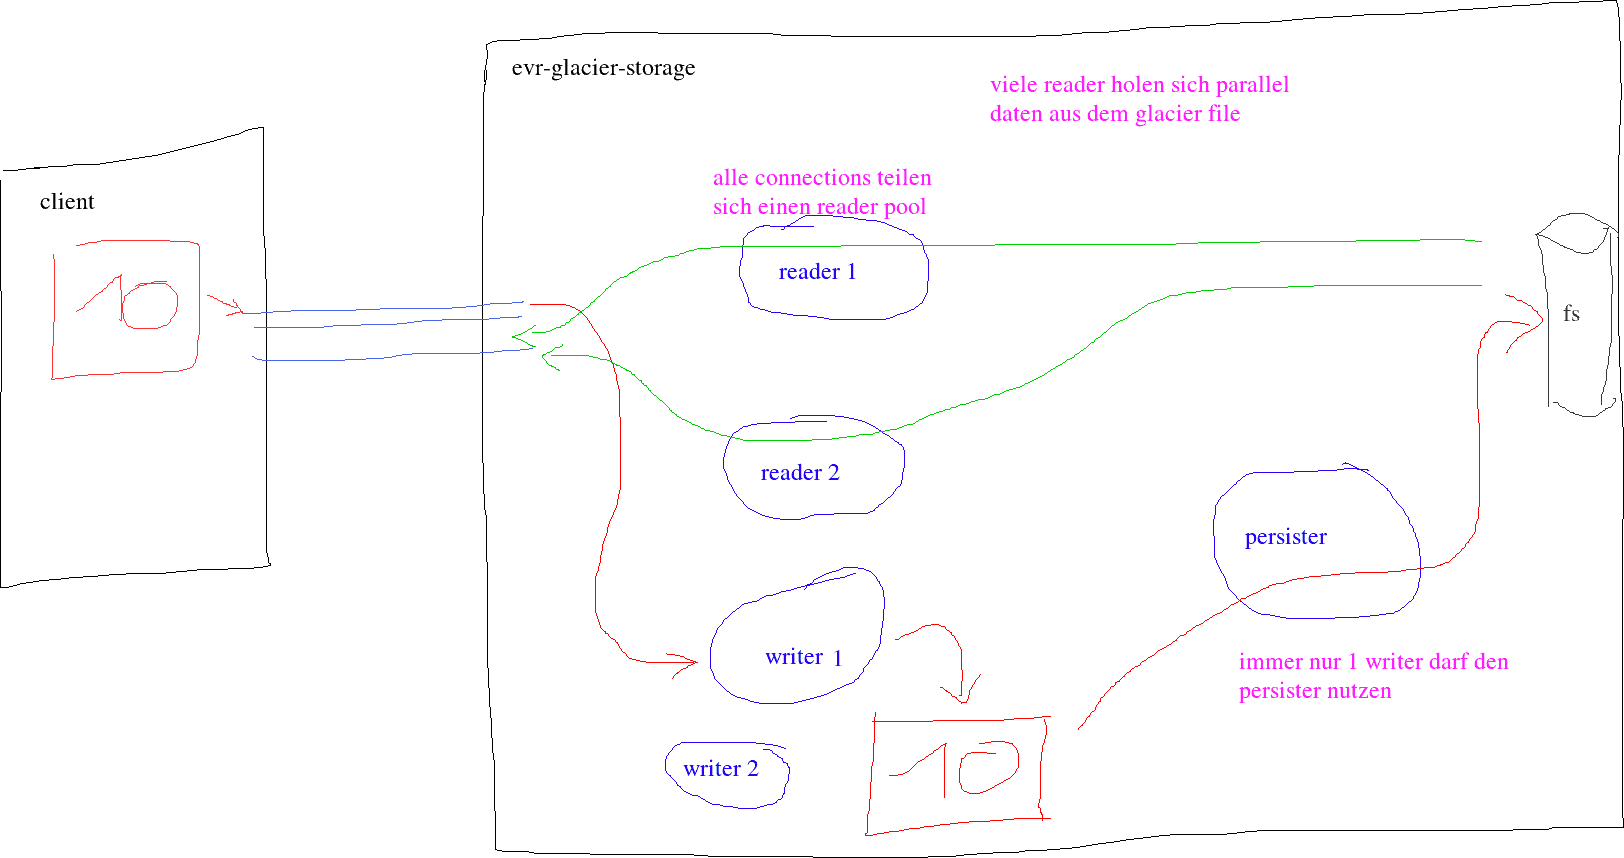 evr-glacier-storage
viele reader holen sich parallel
daten aus dem glacier file
client
alle connections teilen
sich einen reader pool
10
reader 1
fs
reader 2
persister
writer 1
immer nur 1 writer darf den
persister nutzen
writer 2
10